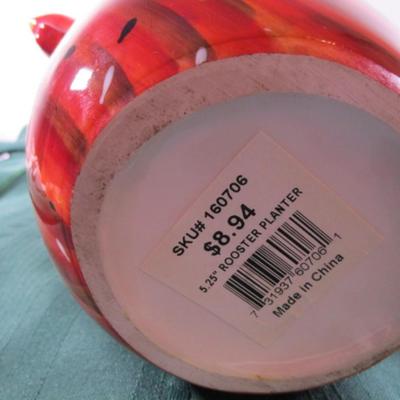 SKU# 160706
$8.94
5.25" ROOSTER PLANTER
7 31937 60706 1
Made in China